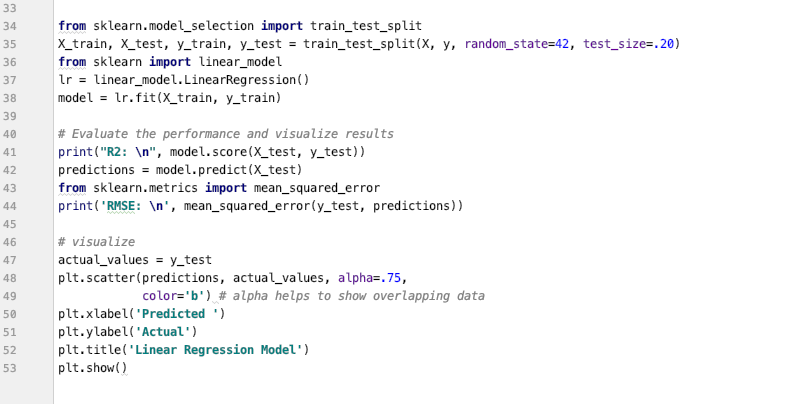 33
34 from sklearn.model_selection import train_test_split
35 X_train, X_test, y_train, y_test = train_test_split(X, y, random_state=42, test_size=.20)
36 from sklearn import linear_model
37 lr = linear_model.LinearRegression()
38 model = lr.fit(X_train, y_train)
39
40 # Evaluate the performance and visualize results
41 print("R2: \n", model.score(X_test, y_test))
42 predictions = model.predict(X_test)
43 from sklearn.metrics import mean_squared_error
44 print('RMSE: \n', mean_squared_error(y_test, predictions))
45
46 # visualize
47 actual_values = y_test
48 plt.scatter(predictions, actual_values, alpha=.75,
49             color='b') # alpha helps to show overlapping data
50 plt.xlabel('Predicted ')
51 plt.ylabel('Actual')
52 plt.title('Linear Regression Model')
53 plt.show()